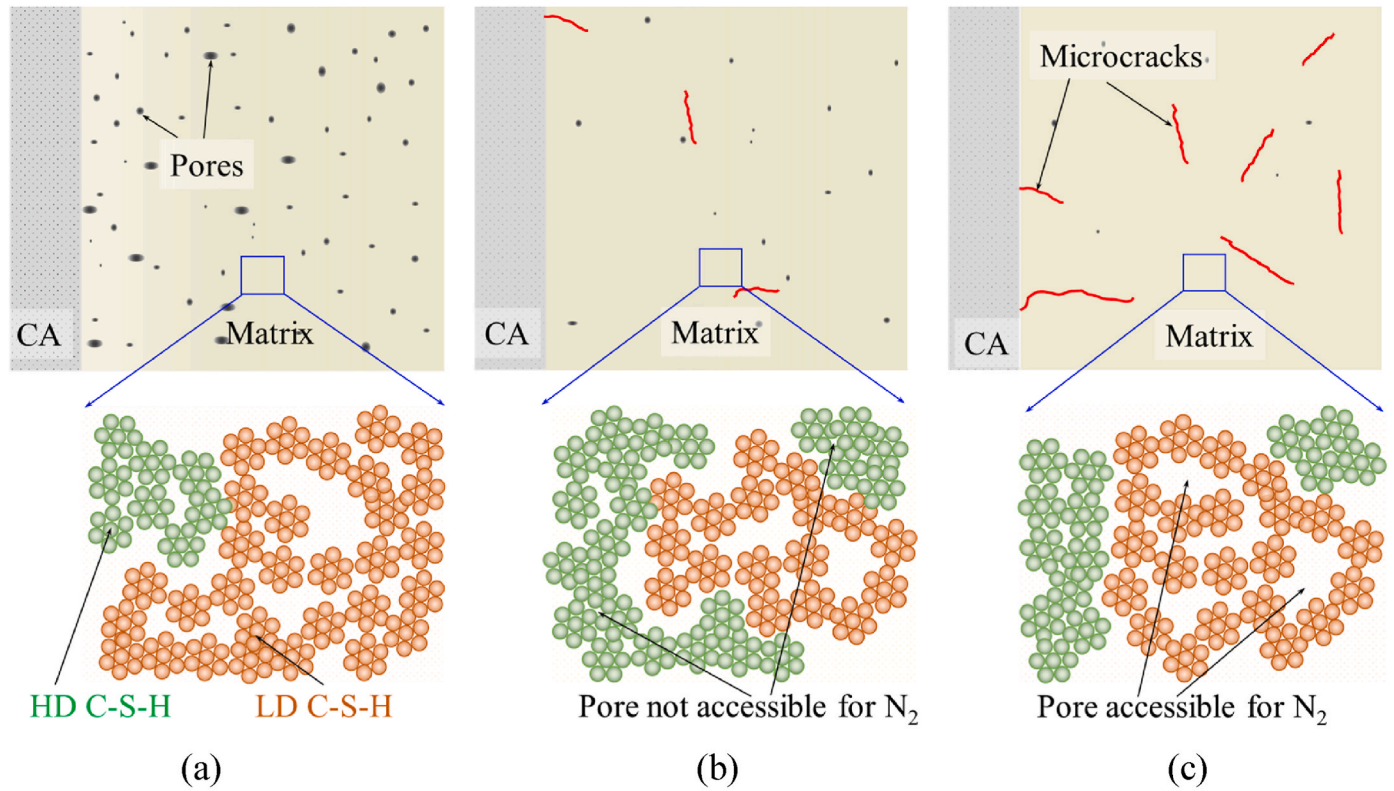 Pores
CA
Matrix
HD C-S-H
LD C-S-H
(a)
CA
Matrix
Pore not accessible for N₂
(b)
Microcracks
CA
Matrix
Pore accessible for N₂
(c)